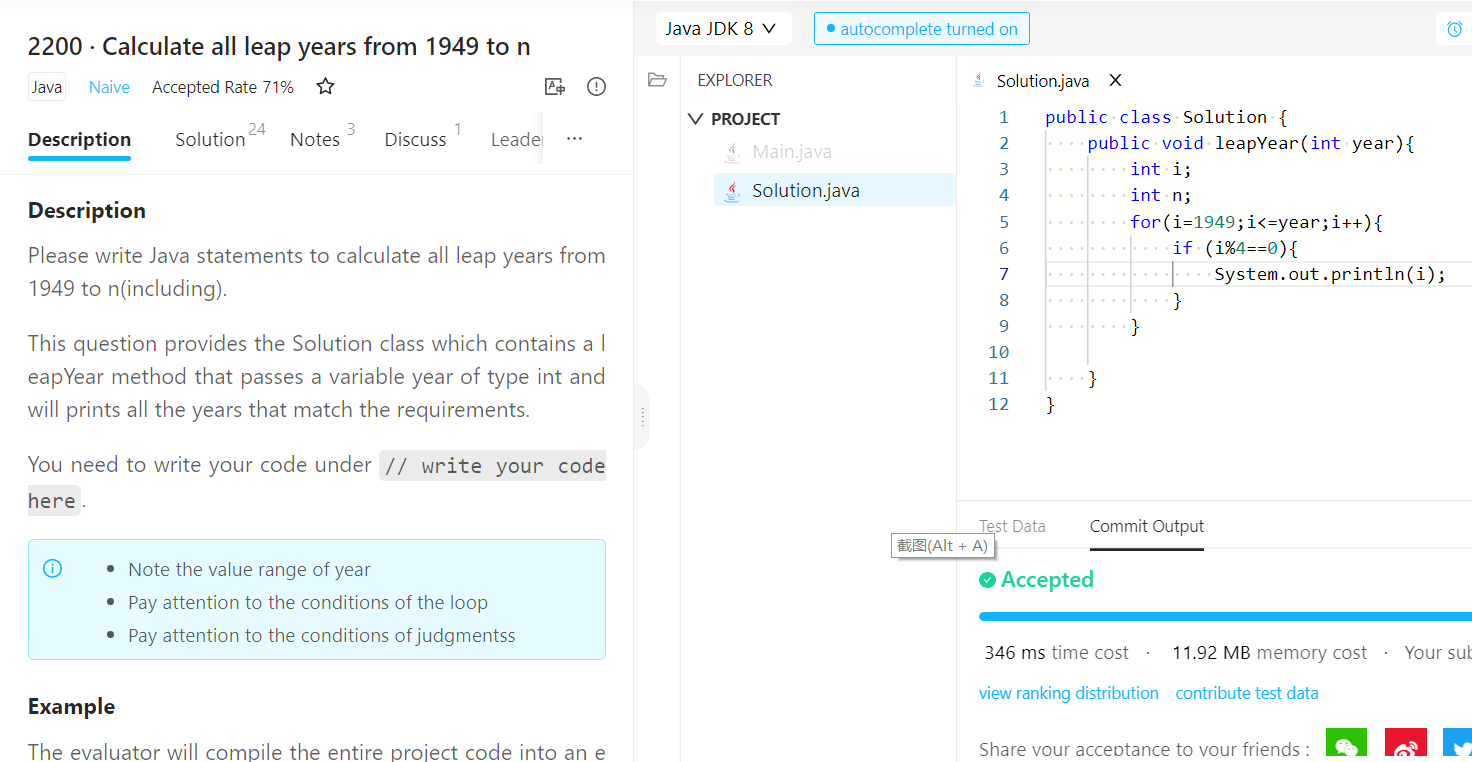 2200 · Calculate all leap years from 1949 to n
Java Naive Accepted Rate 71%
Description Solution 24 Notes 3 Discuss 1 Leade ···
Description
Please write Java statements to calculate all leap years from
1949 to n(including).
This question provides the Solution class which contains a l
eapYear method that passes a variable year of type int and
will prints all the years that match the requirements.
You need to write your code under // write your code
here.
Note the value range of year
Pay attention to the conditions of the loop
Pay attention to the conditions of judgmentss
Example
The evaluator will compile the entire project code into an e
Java JDK 8 autocomplete turned on
EXPLORER
PROJECT
Main.java
Solution.java
Solution.java
1 public class Solution {
2 public void leapYear(int year){
3 int i;
4 int n;
5 for(i=1949;i<=year;i++){
6 if (i%4==0){
7 System.out.println(i);
8 }
9 }
10
11 }
12 }
Test Data Commit Output
截图(Alt + A)
Accepted
346 ms time cost · 11.92 MB memory cost · Your sub
view ranking distribution contribute test data
Share your acceptance to your friends :